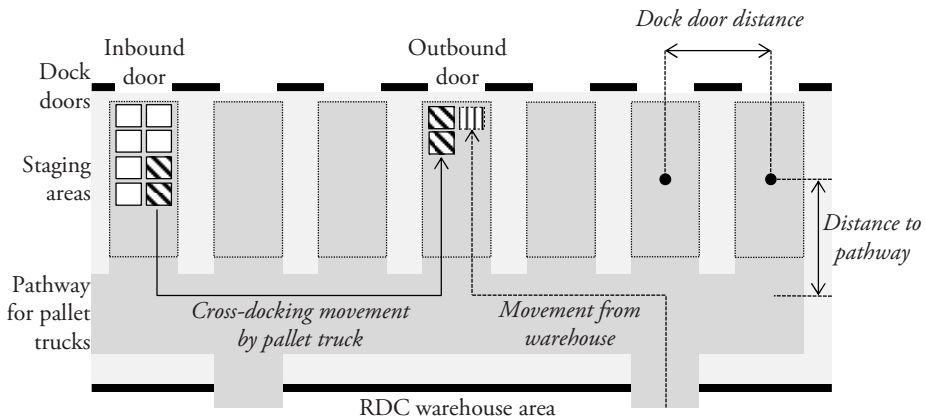 Dock door distance
Inbound
door
Outbound
door
Dock
doors
Staging
areas
Distance to
pathway
Pathway
for pallet
trucks
Cross-docking movement
by pallet truck
Movement from
warehouse
RDC warehouse area